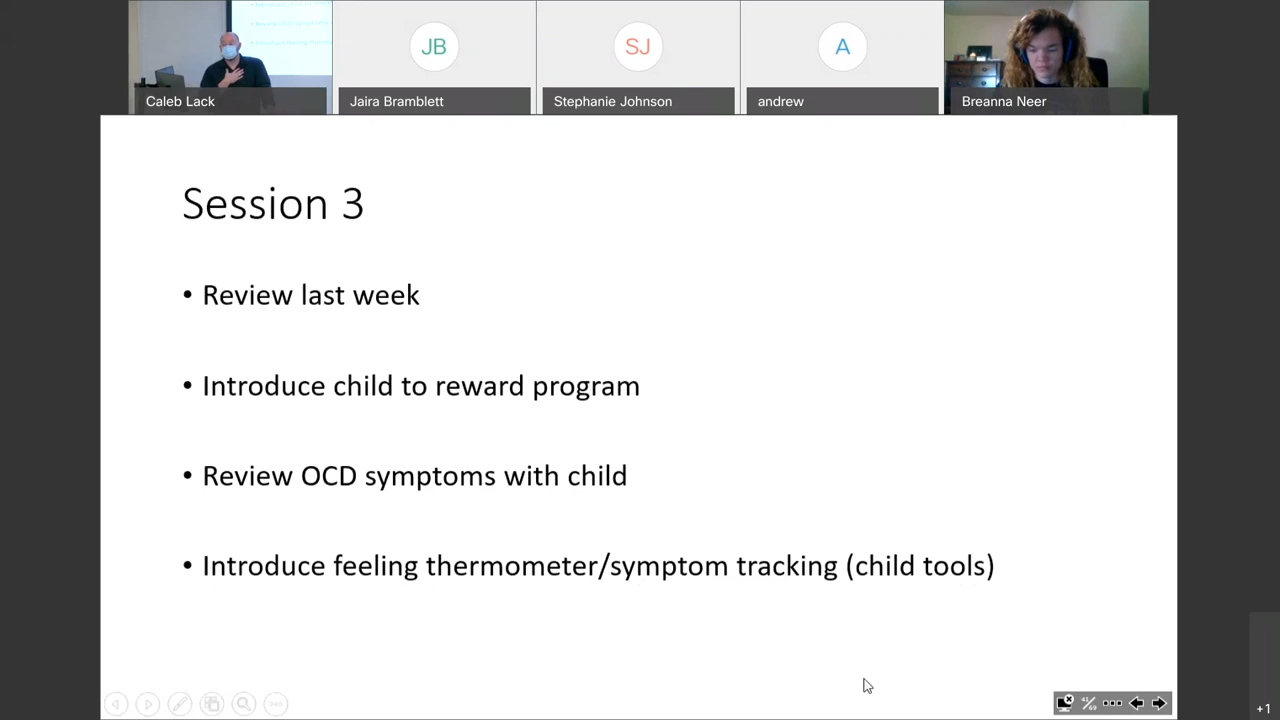 JB
SJ
A
Caleb Lack
Jaira Bramblett
Stephanie Johnson
andrew
Breanna Neer
Session 3
• Review last week
• Introduce child to reward program
• Review OCD symptoms with child
• Introduce feeling thermometer/symptom tracking (child tools)
+1